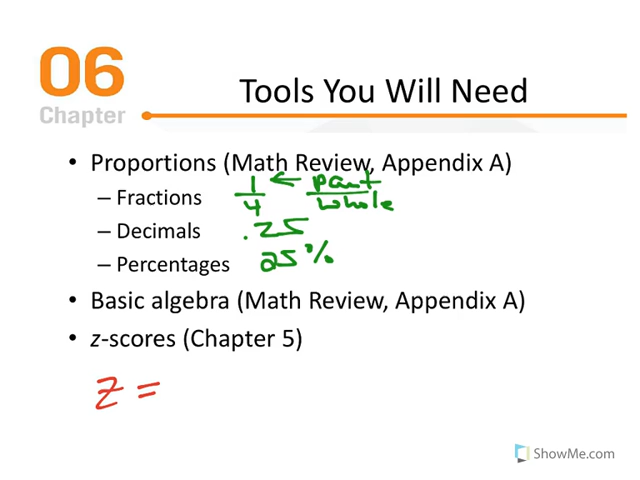 06
Chapter
Tools You Will Need
• Proportions (Math Review, Appendix A)
– Fractions 1/4 ← part/whole
– Decimals .25
– Percentages 25%
• Basic algebra (Math Review, Appendix A)
• z-scores (Chapter 5)
z =
ShowMe.com